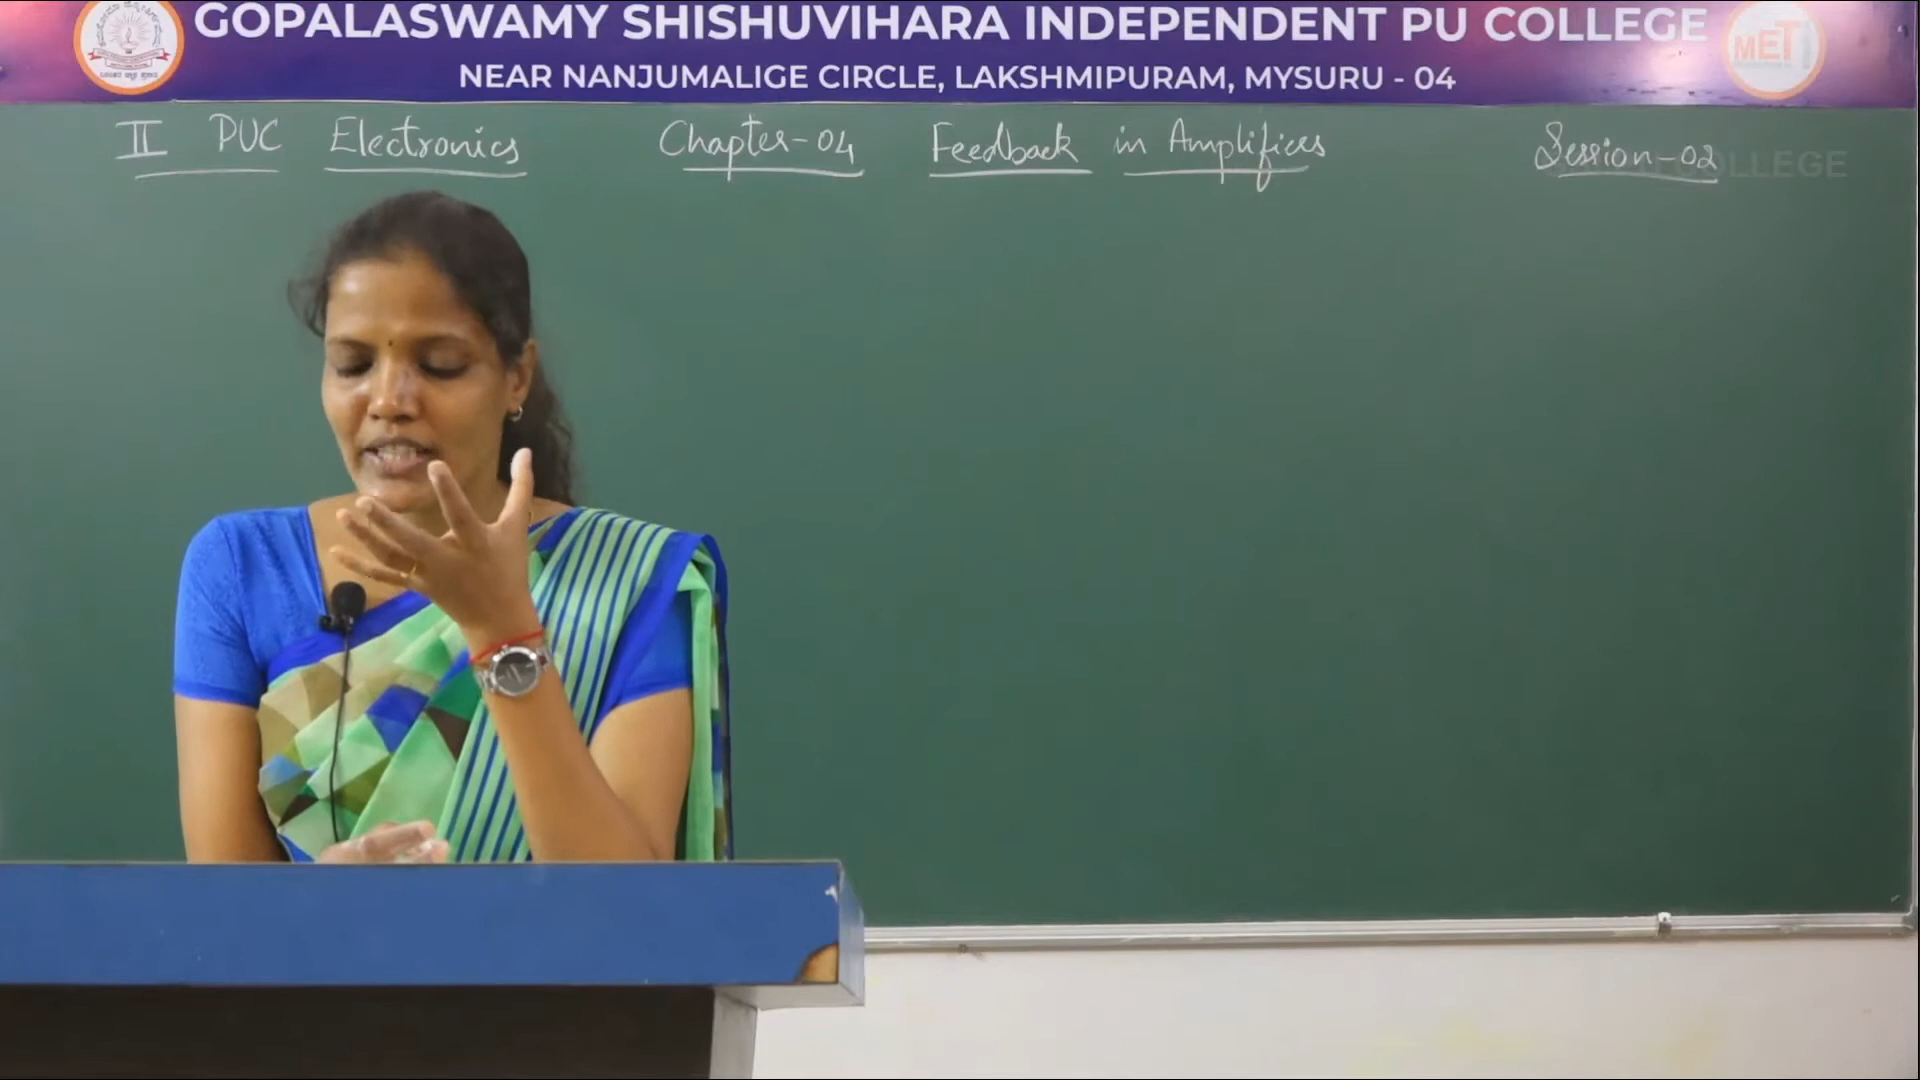 GOPALASWAMY SHISHUVIHARA INDEPENDENT PU COLLEGE
MET
NEAR NANJUMALIGE CIRCLE, LAKSHMIPURAM, MYSURU - 04
II PUC Electronics Chapter-04 Feedback in Amplifiers Session-02
COLLEGE